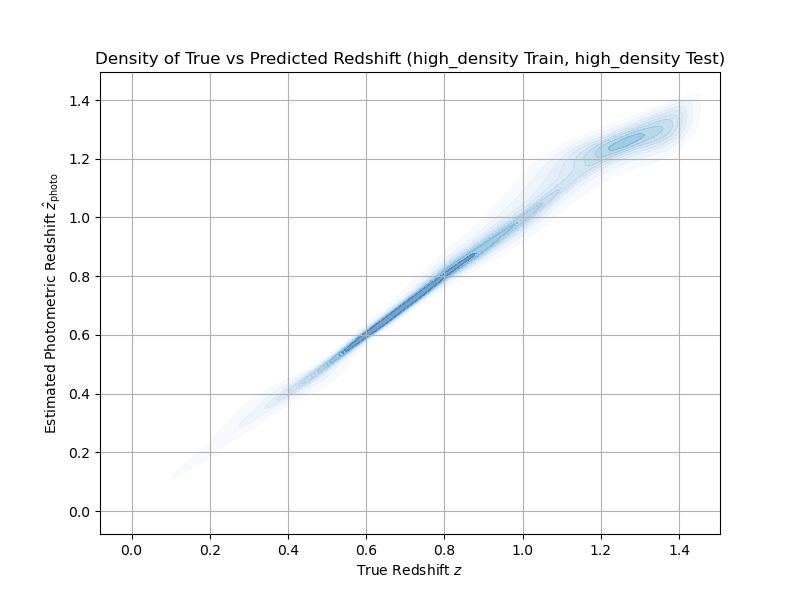 Density of True vs Predicted Redshift (high_density Train, high_density Test)
1.4
1.2
1.0
0.8
0.6
0.4
0.2
0.0
Estimated Photometric Redshift ẑphoto
0.0 0.2 0.4 0.6 0.8 1.0 1.2 1.4
True Redshift z